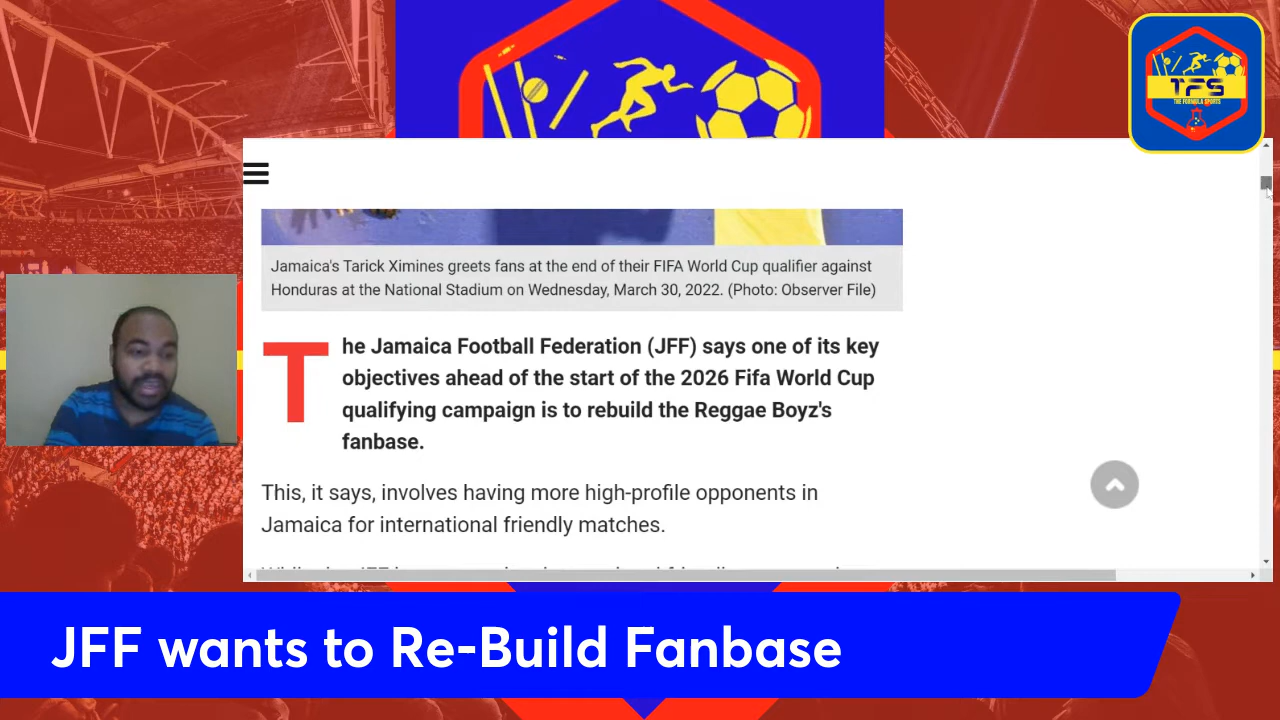 TFS
THE FORMULA SPORTS
Jamaica's Tarick Ximines greets fans at the end of their FIFA World Cup qualifier against
Honduras at the National Stadium on Wednesday, March 30, 2022. (Photo: Observer File)
The Jamaica Football Federation (JFF) says one of its key
objectives ahead of the start of the 2026 Fifa World Cup
qualifying campaign is to rebuild the Reggae Boyz's
fanbase.
This, it says, involves having more high-profile opponents in
Jamaica for international friendly matches.
JFF wants to Re-Build Fanbase